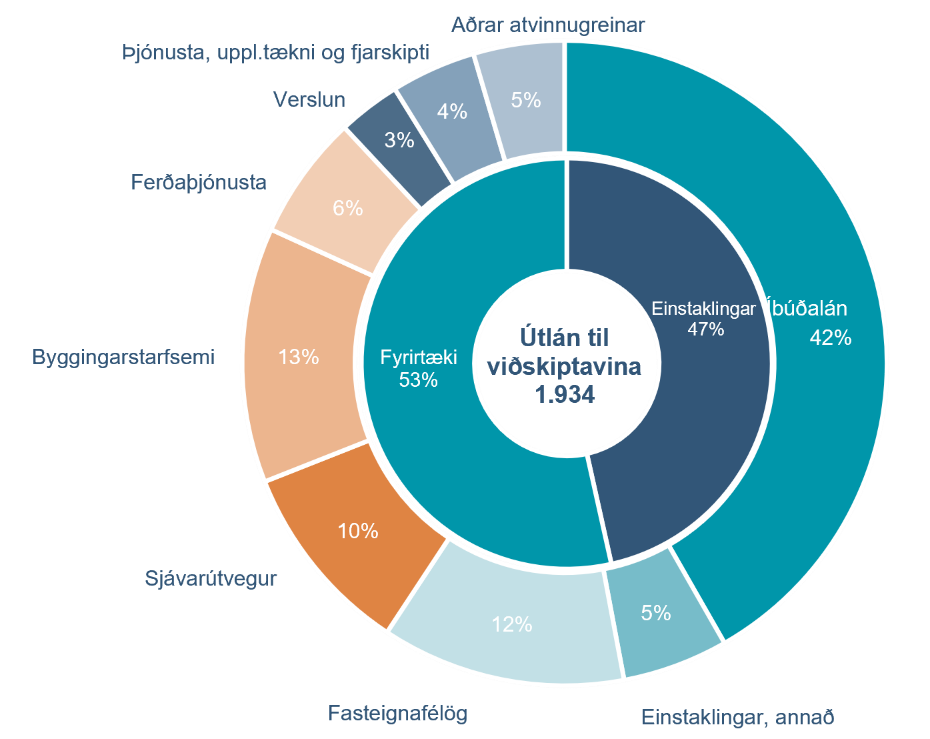 Aðrar atvinnugreinar
Þjónusta, uppl.tækni og fjarskipti
5%
4%
Verslun
3%
Ferðaþjónusta
6%
Einstaklingar
47%
Íbúðalán
42%
Útlán til
viðskiptavina
1.934
Fyrirtæki
53%
Byggingarstarfsemi
13%
10%
Sjávarútvegur
12%
5%
Fasteignafélög
Einstaklingar, annað